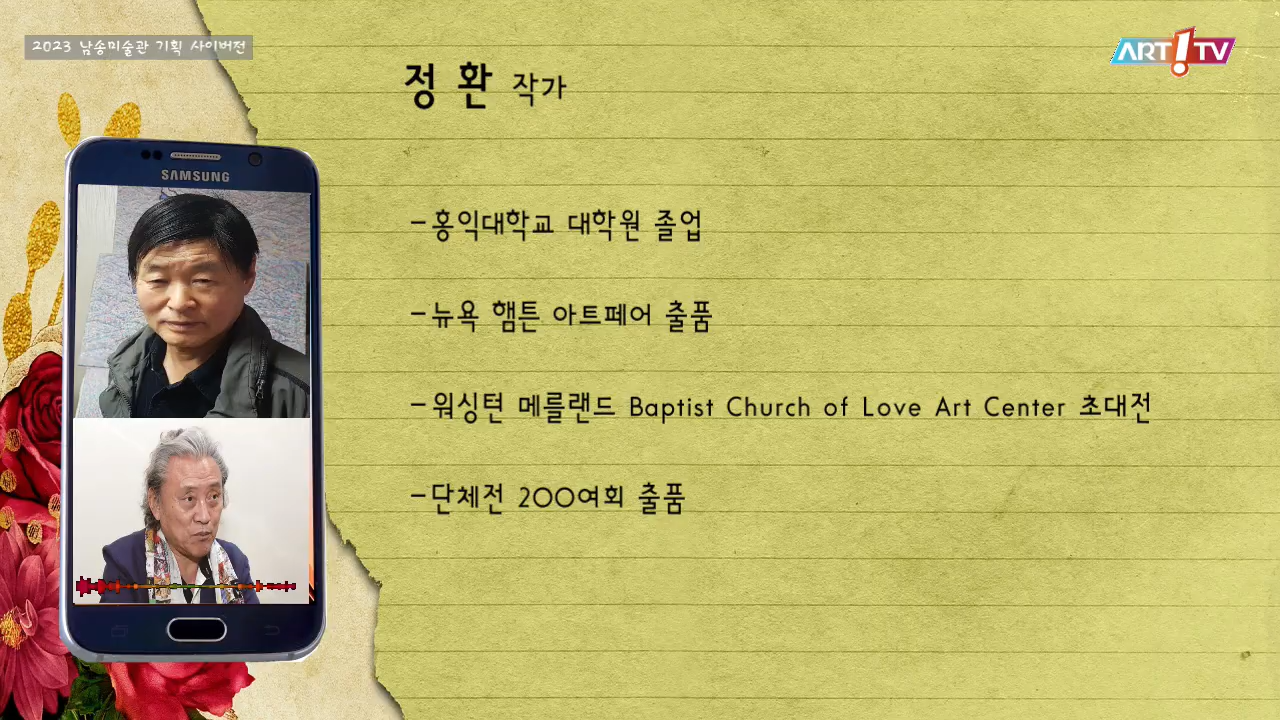 2023 남송미술관 기획 사이버전
ART!TV
정 환 작가
SAMSUNG
-홍익대학교 대학원 졸업
-뉴욕 햄튼 아트페어 출품
-워싱턴 메릴랜드 Baptist Church of Love Art Center 초대전
-단체전 200여회 출품